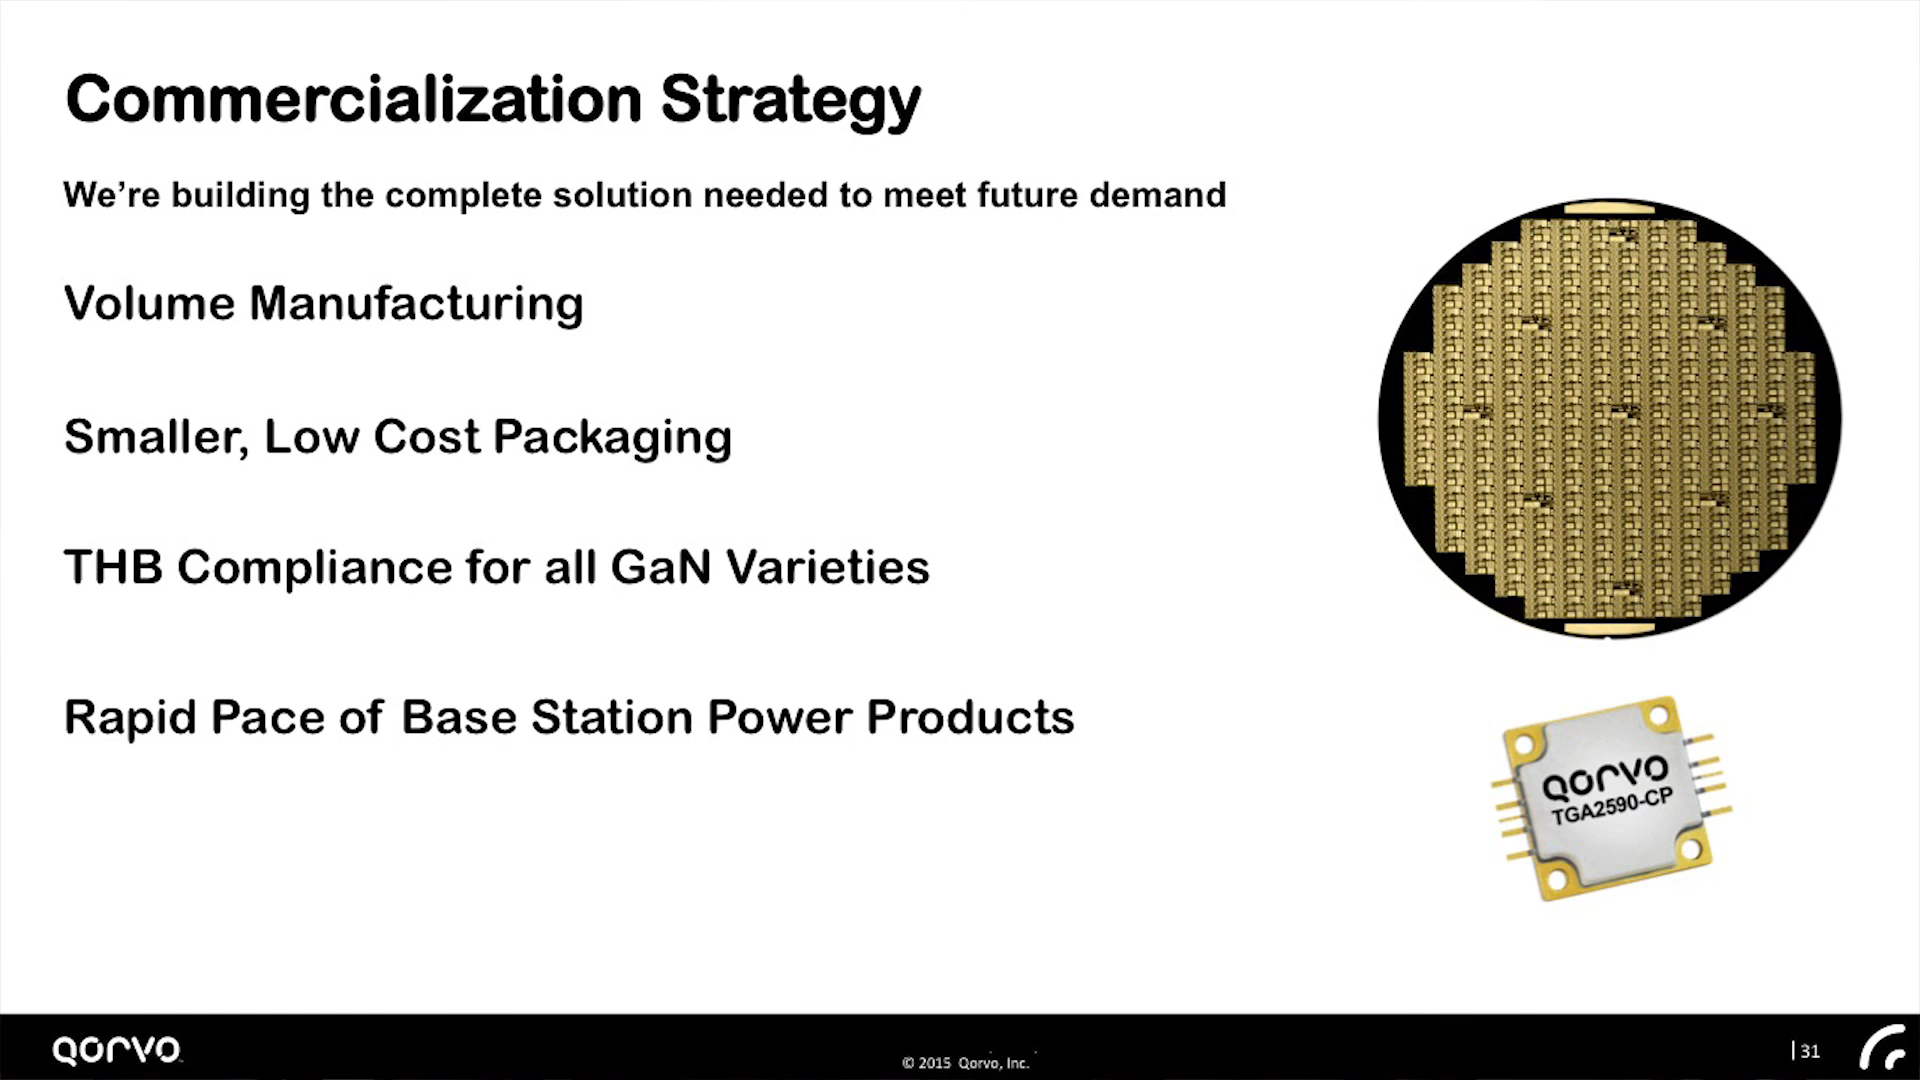 Commercialization Strategy
We're building the complete solution needed to meet future demand
Volume Manufacturing
Smaller, Low Cost Packaging
THB Compliance for all GaN Varieties
Rapid Pace of Base Station Power Products
QORVO
TGA2590-CP
QORVO
© 2015 Qorvo, Inc.
| 31